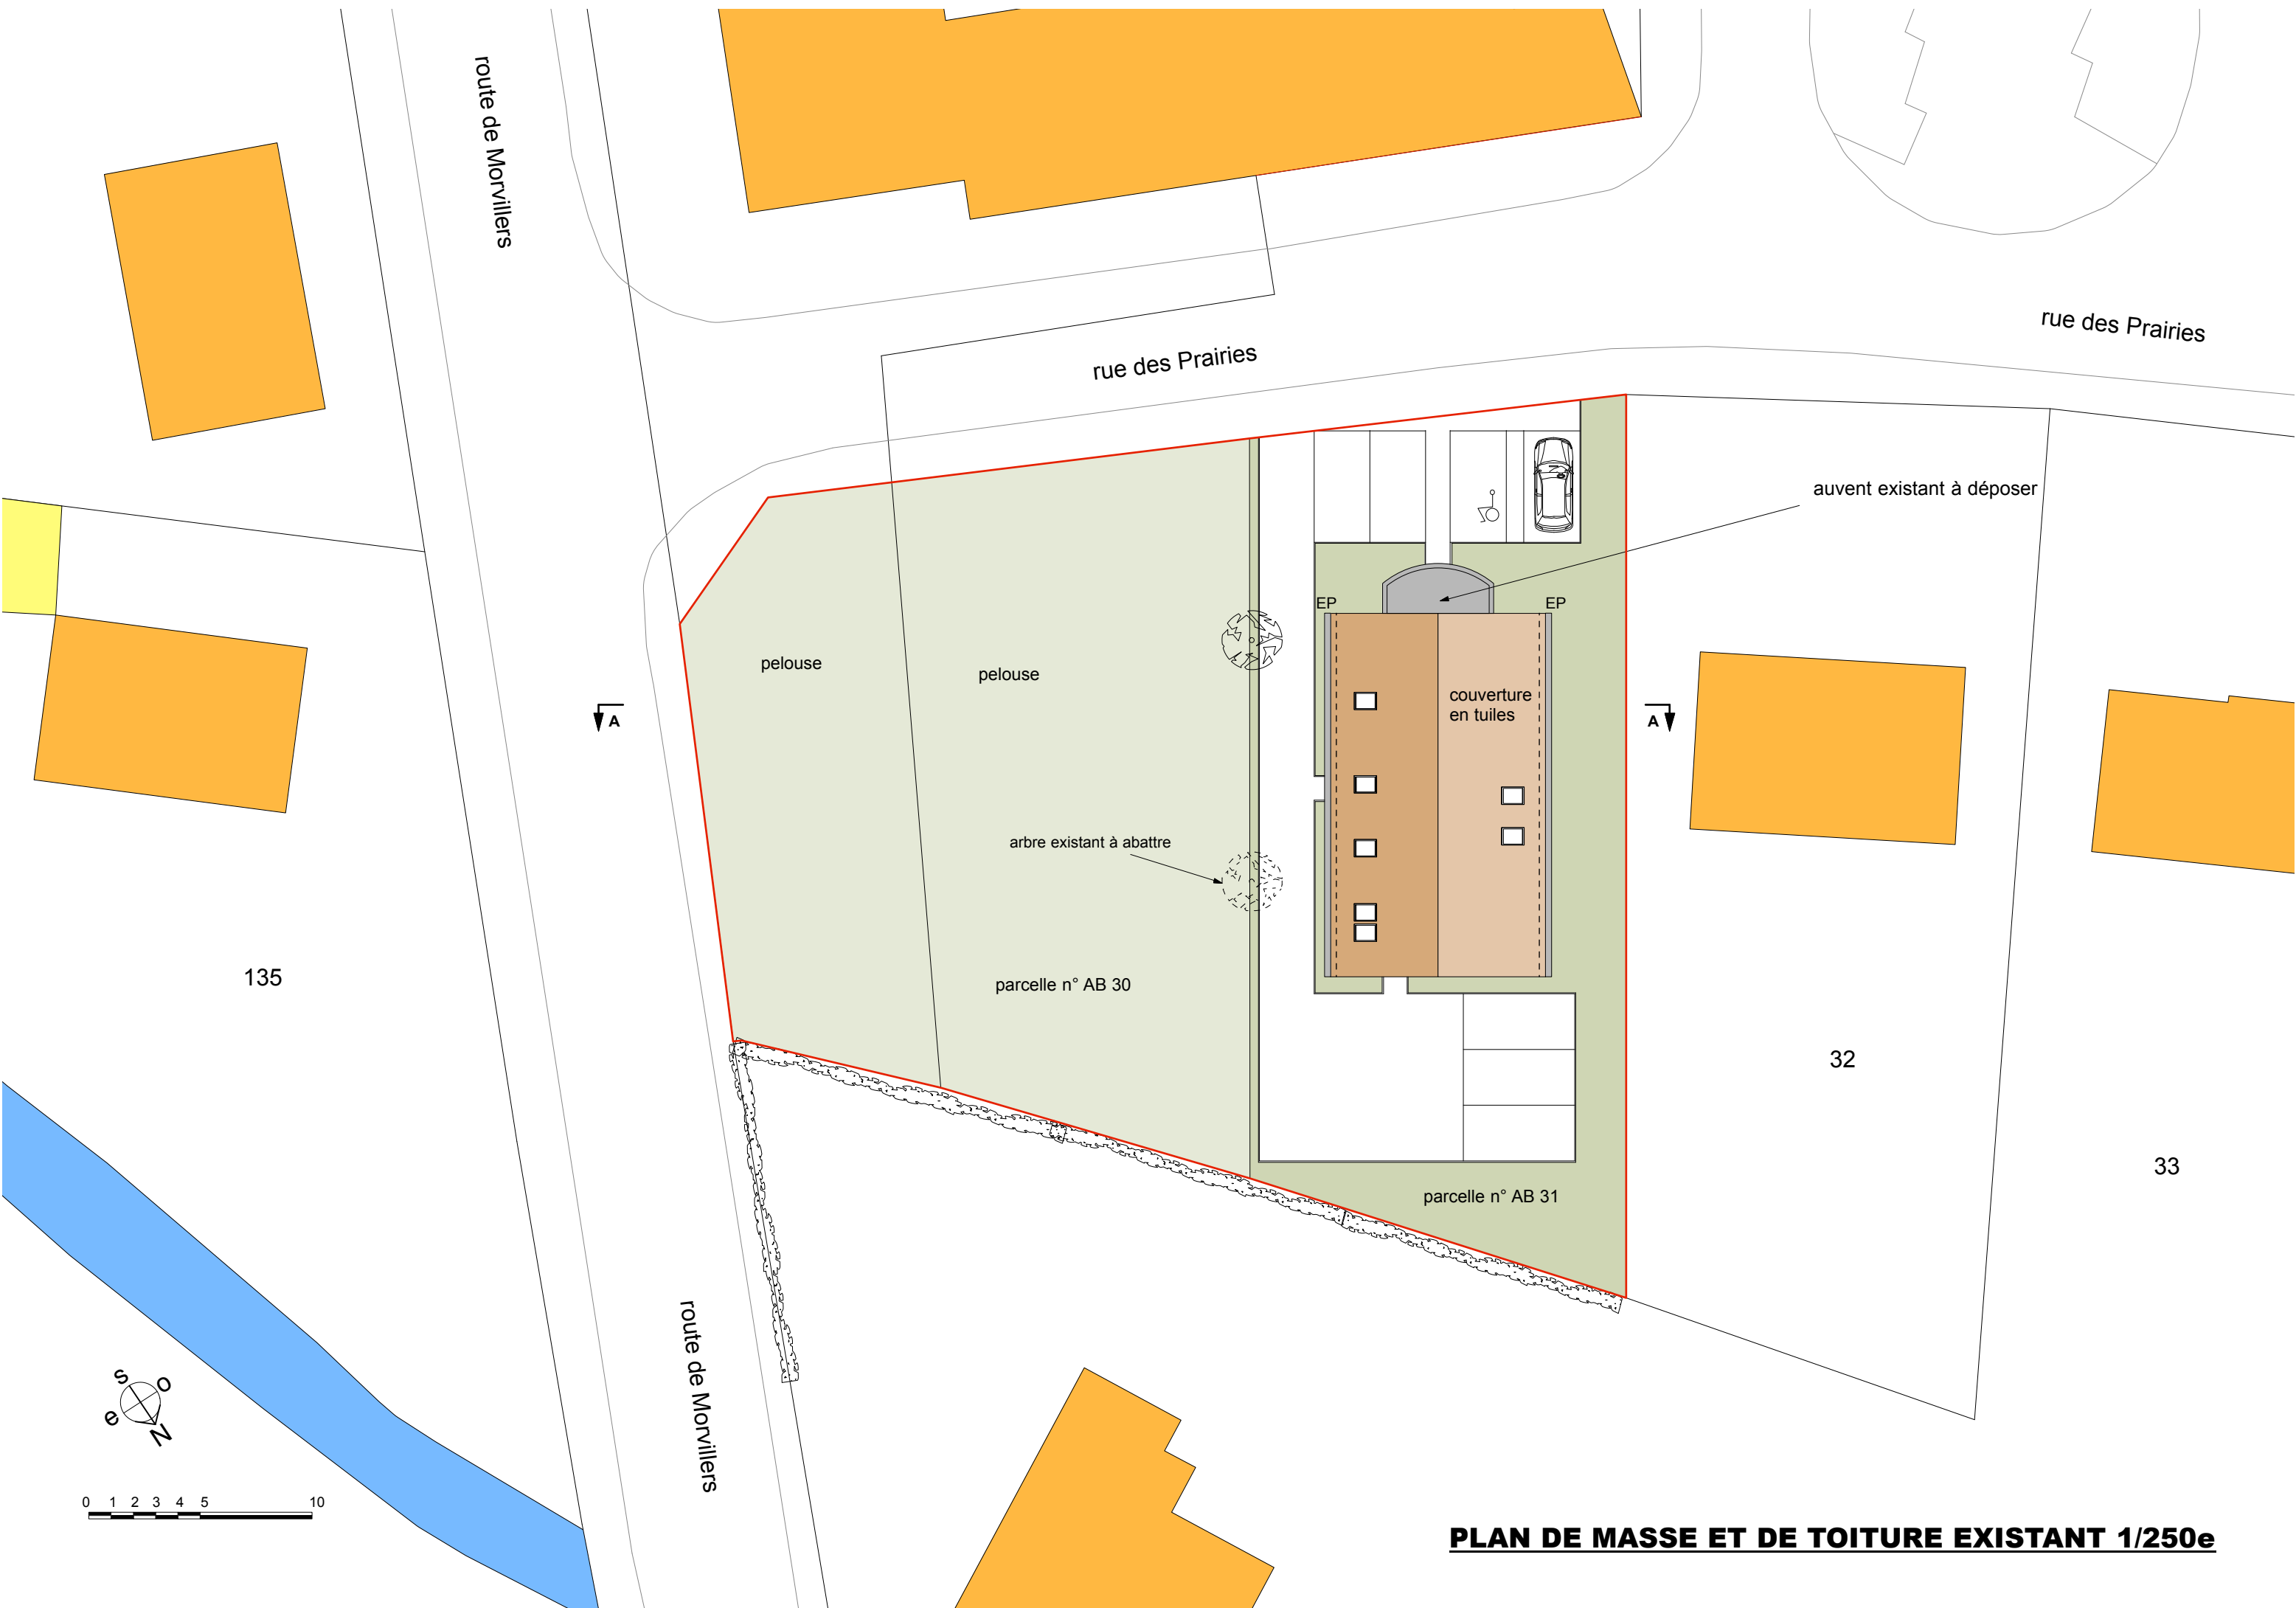 route de Morvillers
rue des Prairies
rue des Prairies
auvent existant à déposer
EP
EP
pelouse
pelouse
couverture
en tuiles
A
A
arbre existant à abattre
135
parcelle n° AB 30
32
33
parcelle n° AB 31
route de Morvillers
S
O
e
N
0 1 2 3 4 5 10
PLAN DE MASSE ET DE TOITURE EXISTANT 1/250e